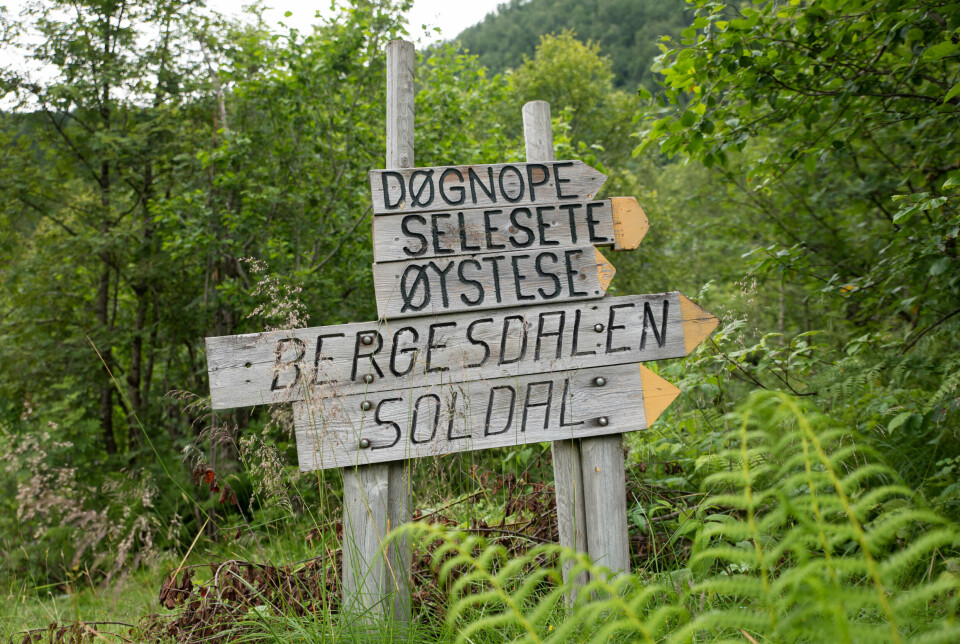 DØGNOPE
SELESETE
ØYSTESE.
BERGESDALEN
SOLDAL